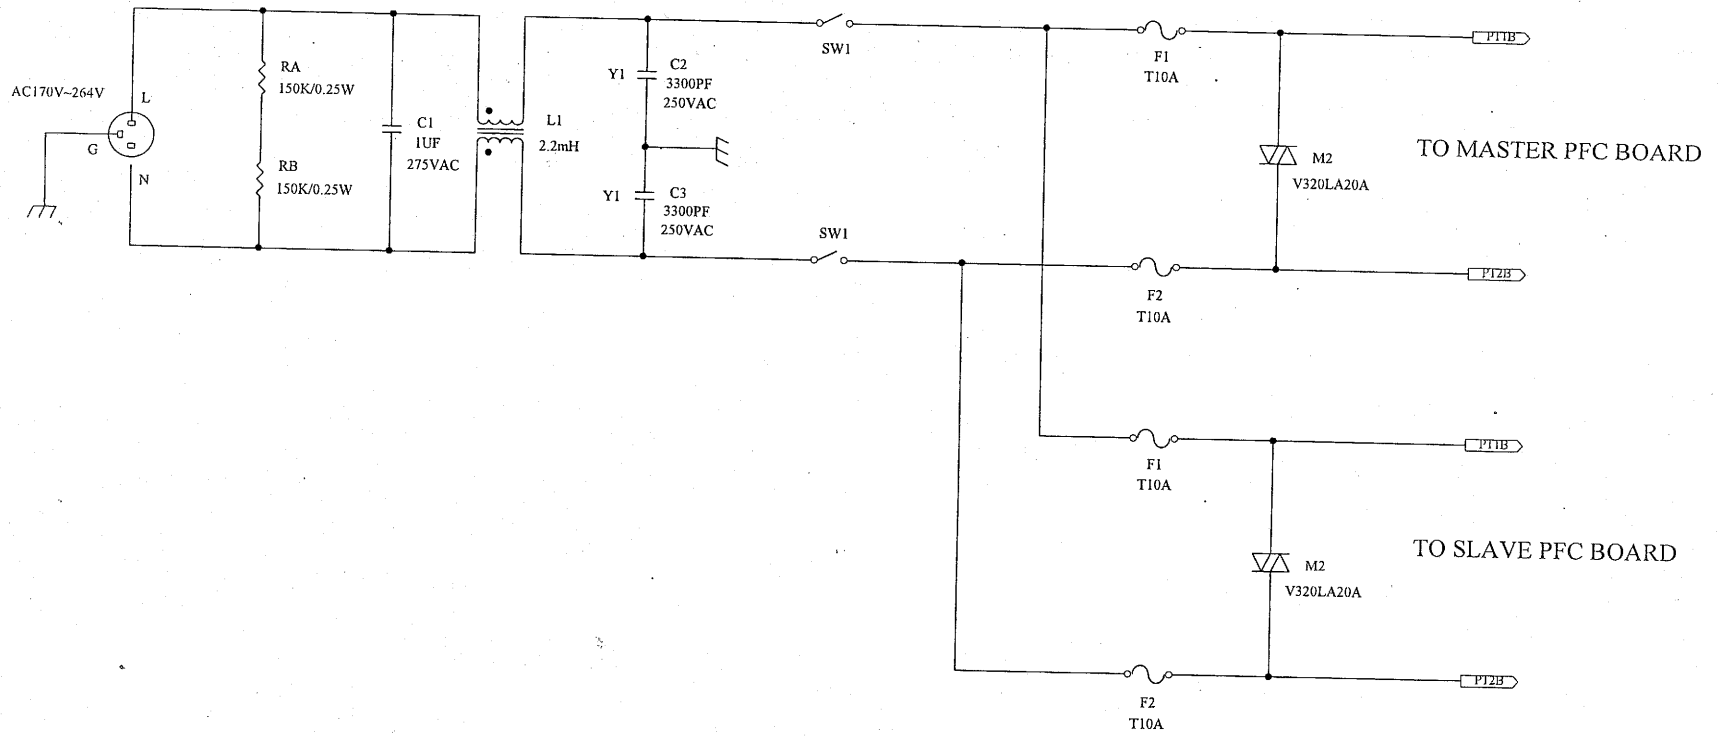 AC170V~264V
L
G
N
RA
150K/0.25W
RB
150K/0.25W
C1
1UF
275VAC
L1
2.2mH
Y1
C2
3300PF
250VAC
Y1
C3
3300PF
250VAC
SW1
SW1
F1
T10A
PT1B
M2
V320LA20A
TO MASTER PFC BOARD
F2
T10A
PT2B
F1
T10A
PT1B
M2
V320LA20A
TO SLAVE PFC BOARD
F2
T10A
PT2B